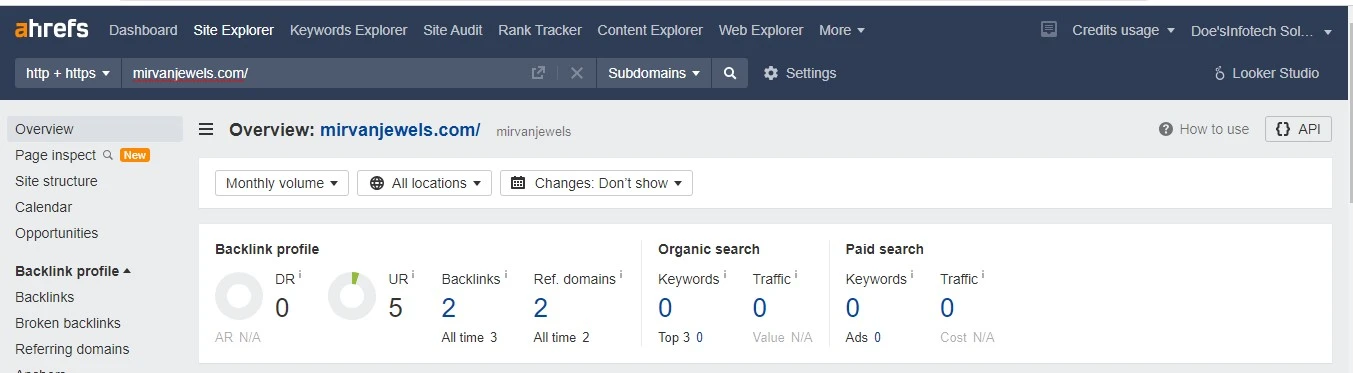 ahrefs Dashboard Site Explorer Keywords Explorer Site Audit Rank Tracker Content Explorer Web Explorer More Credits usage Doe'sInfotech Sol...
http + https mirvanjewels.com/ Subdomains Settings Looker Studio
Overview
Page inspect New
Site structure
Calendar
Opportunities
Backlink profile
Backlinks
Broken backlinks
Referring domains
Overview: mirvanjewels.com/ mirvanjewels How to use {} API
Monthly volume All locations Changes: Don't show
Backlink profile
DR i UR i Backlinks i Ref. domains i
0 5 2 2
AR N/A All time 3 All time 2
Organic search
Keywords i Traffic i
0 0
Top 3 0 Value N/A
Paid search
Keywords i Traffic i
0 0
Ads 0 Cost N/A